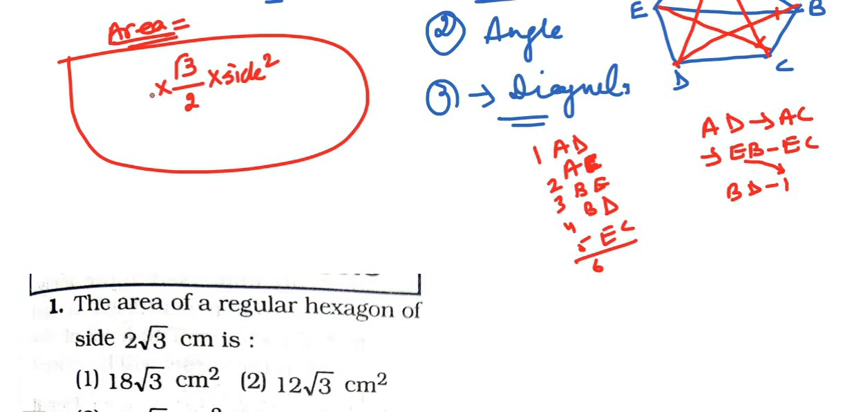 Area =
× √3/2 × side²
② Angle
③ → Diagnels
E
B
D
C
1 AD
2 AC
3 BE
4 BD
5 EC
6
AD → AC
→ EB - EC
BD - 1
1. The area of a regular hexagon of
side 2√3 cm is :
(1) 18√3 cm² (2) 12√3 cm²